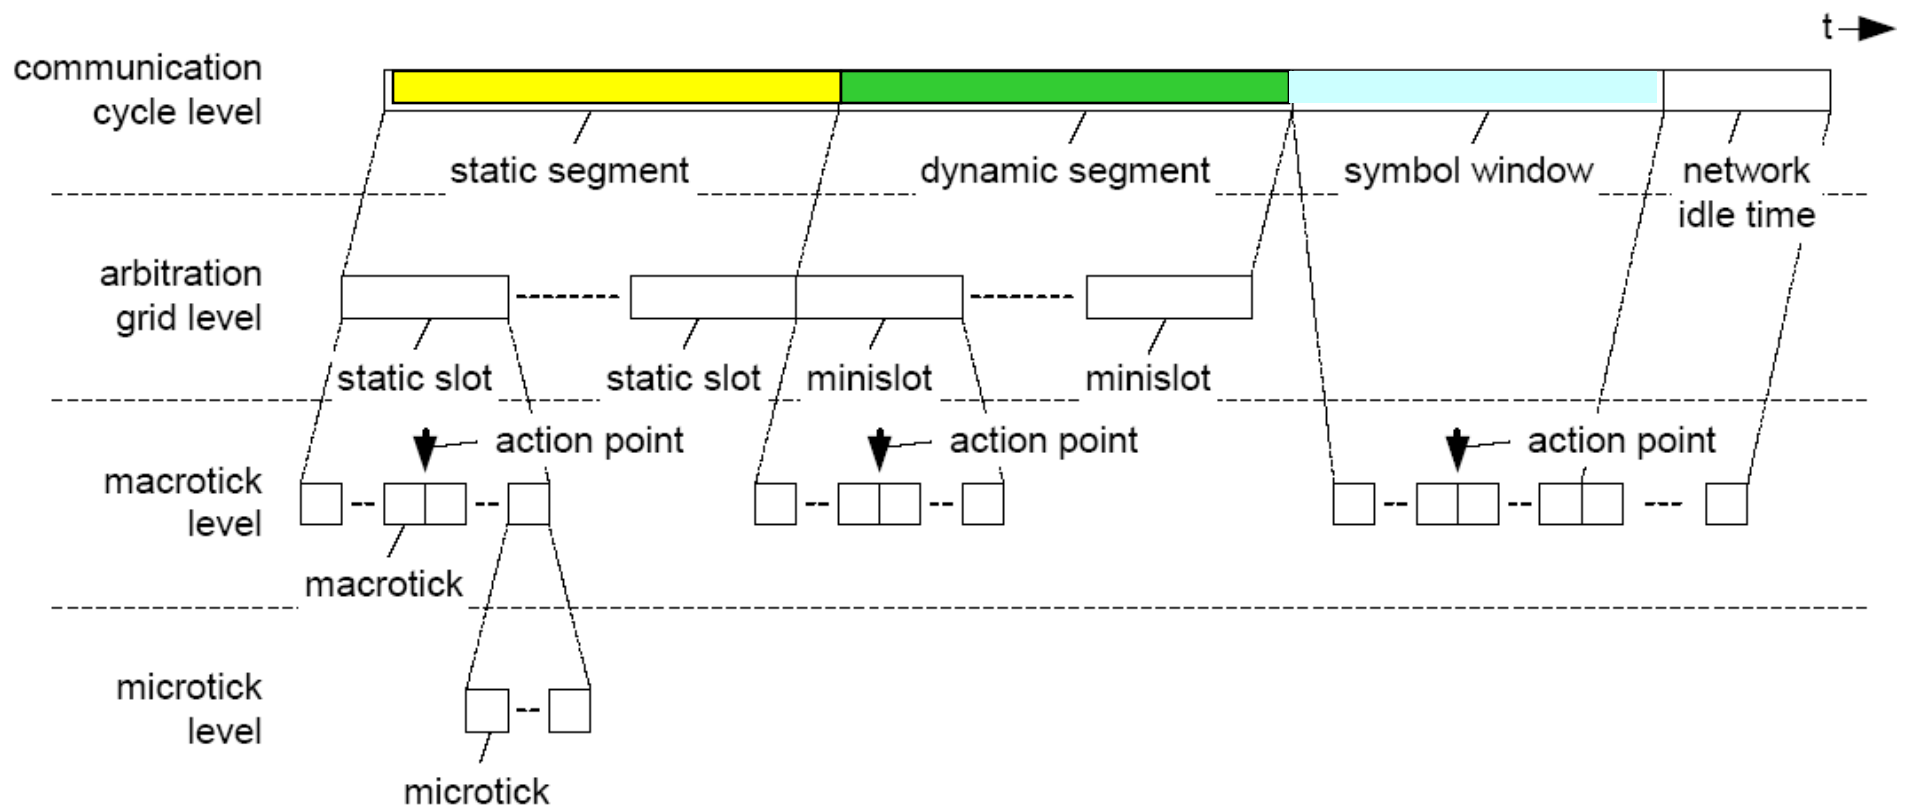 t
communication
cycle level
static segment
dynamic segment
symbol window
network
idle time
arbitration
grid level
static slot
static slot
minislot
minislot
action point
action point
action point
macrotick
level
macrotick
microtick
level
microtick